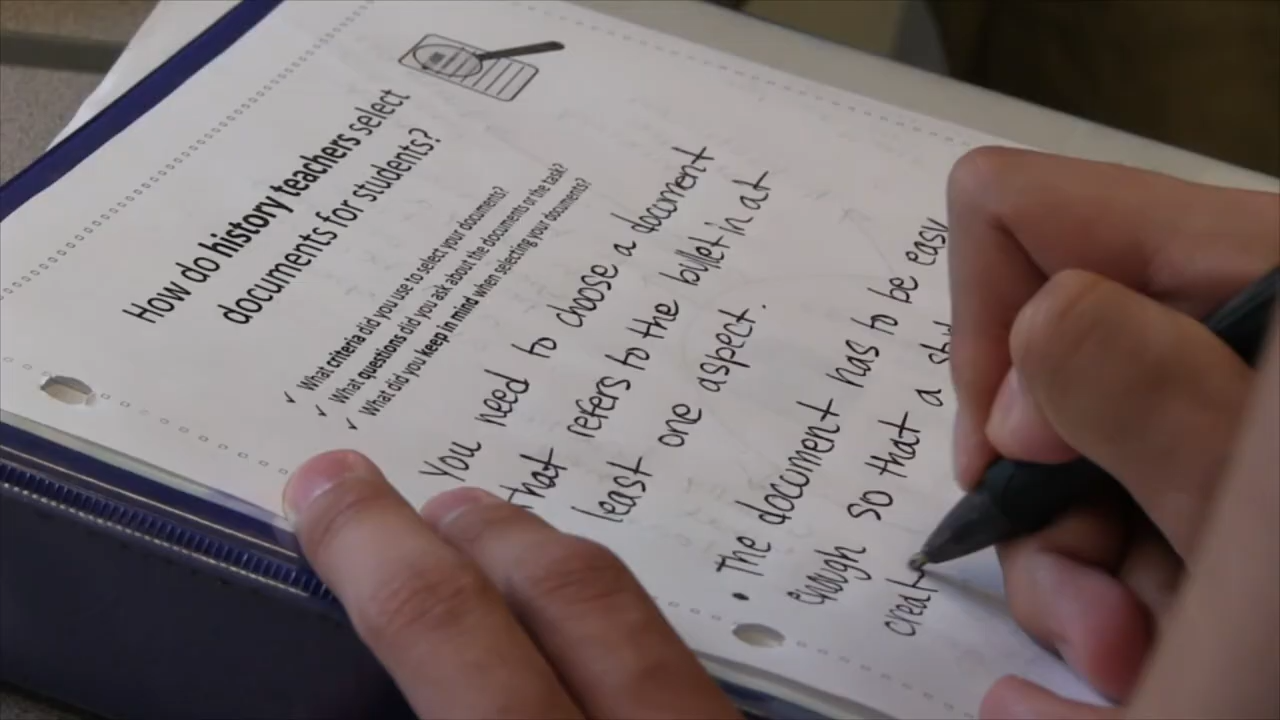 How do history teachers select
documents for students?
✓ What criteria did you use to select your documents?
✓ What questions did you ask about the documents or the task?
✓ What did you keep in mind when selecting your documents?
You need to choose a document
that refers to the bullet in at
least one aspect.
• The document has to be easy
enough so that a
creat